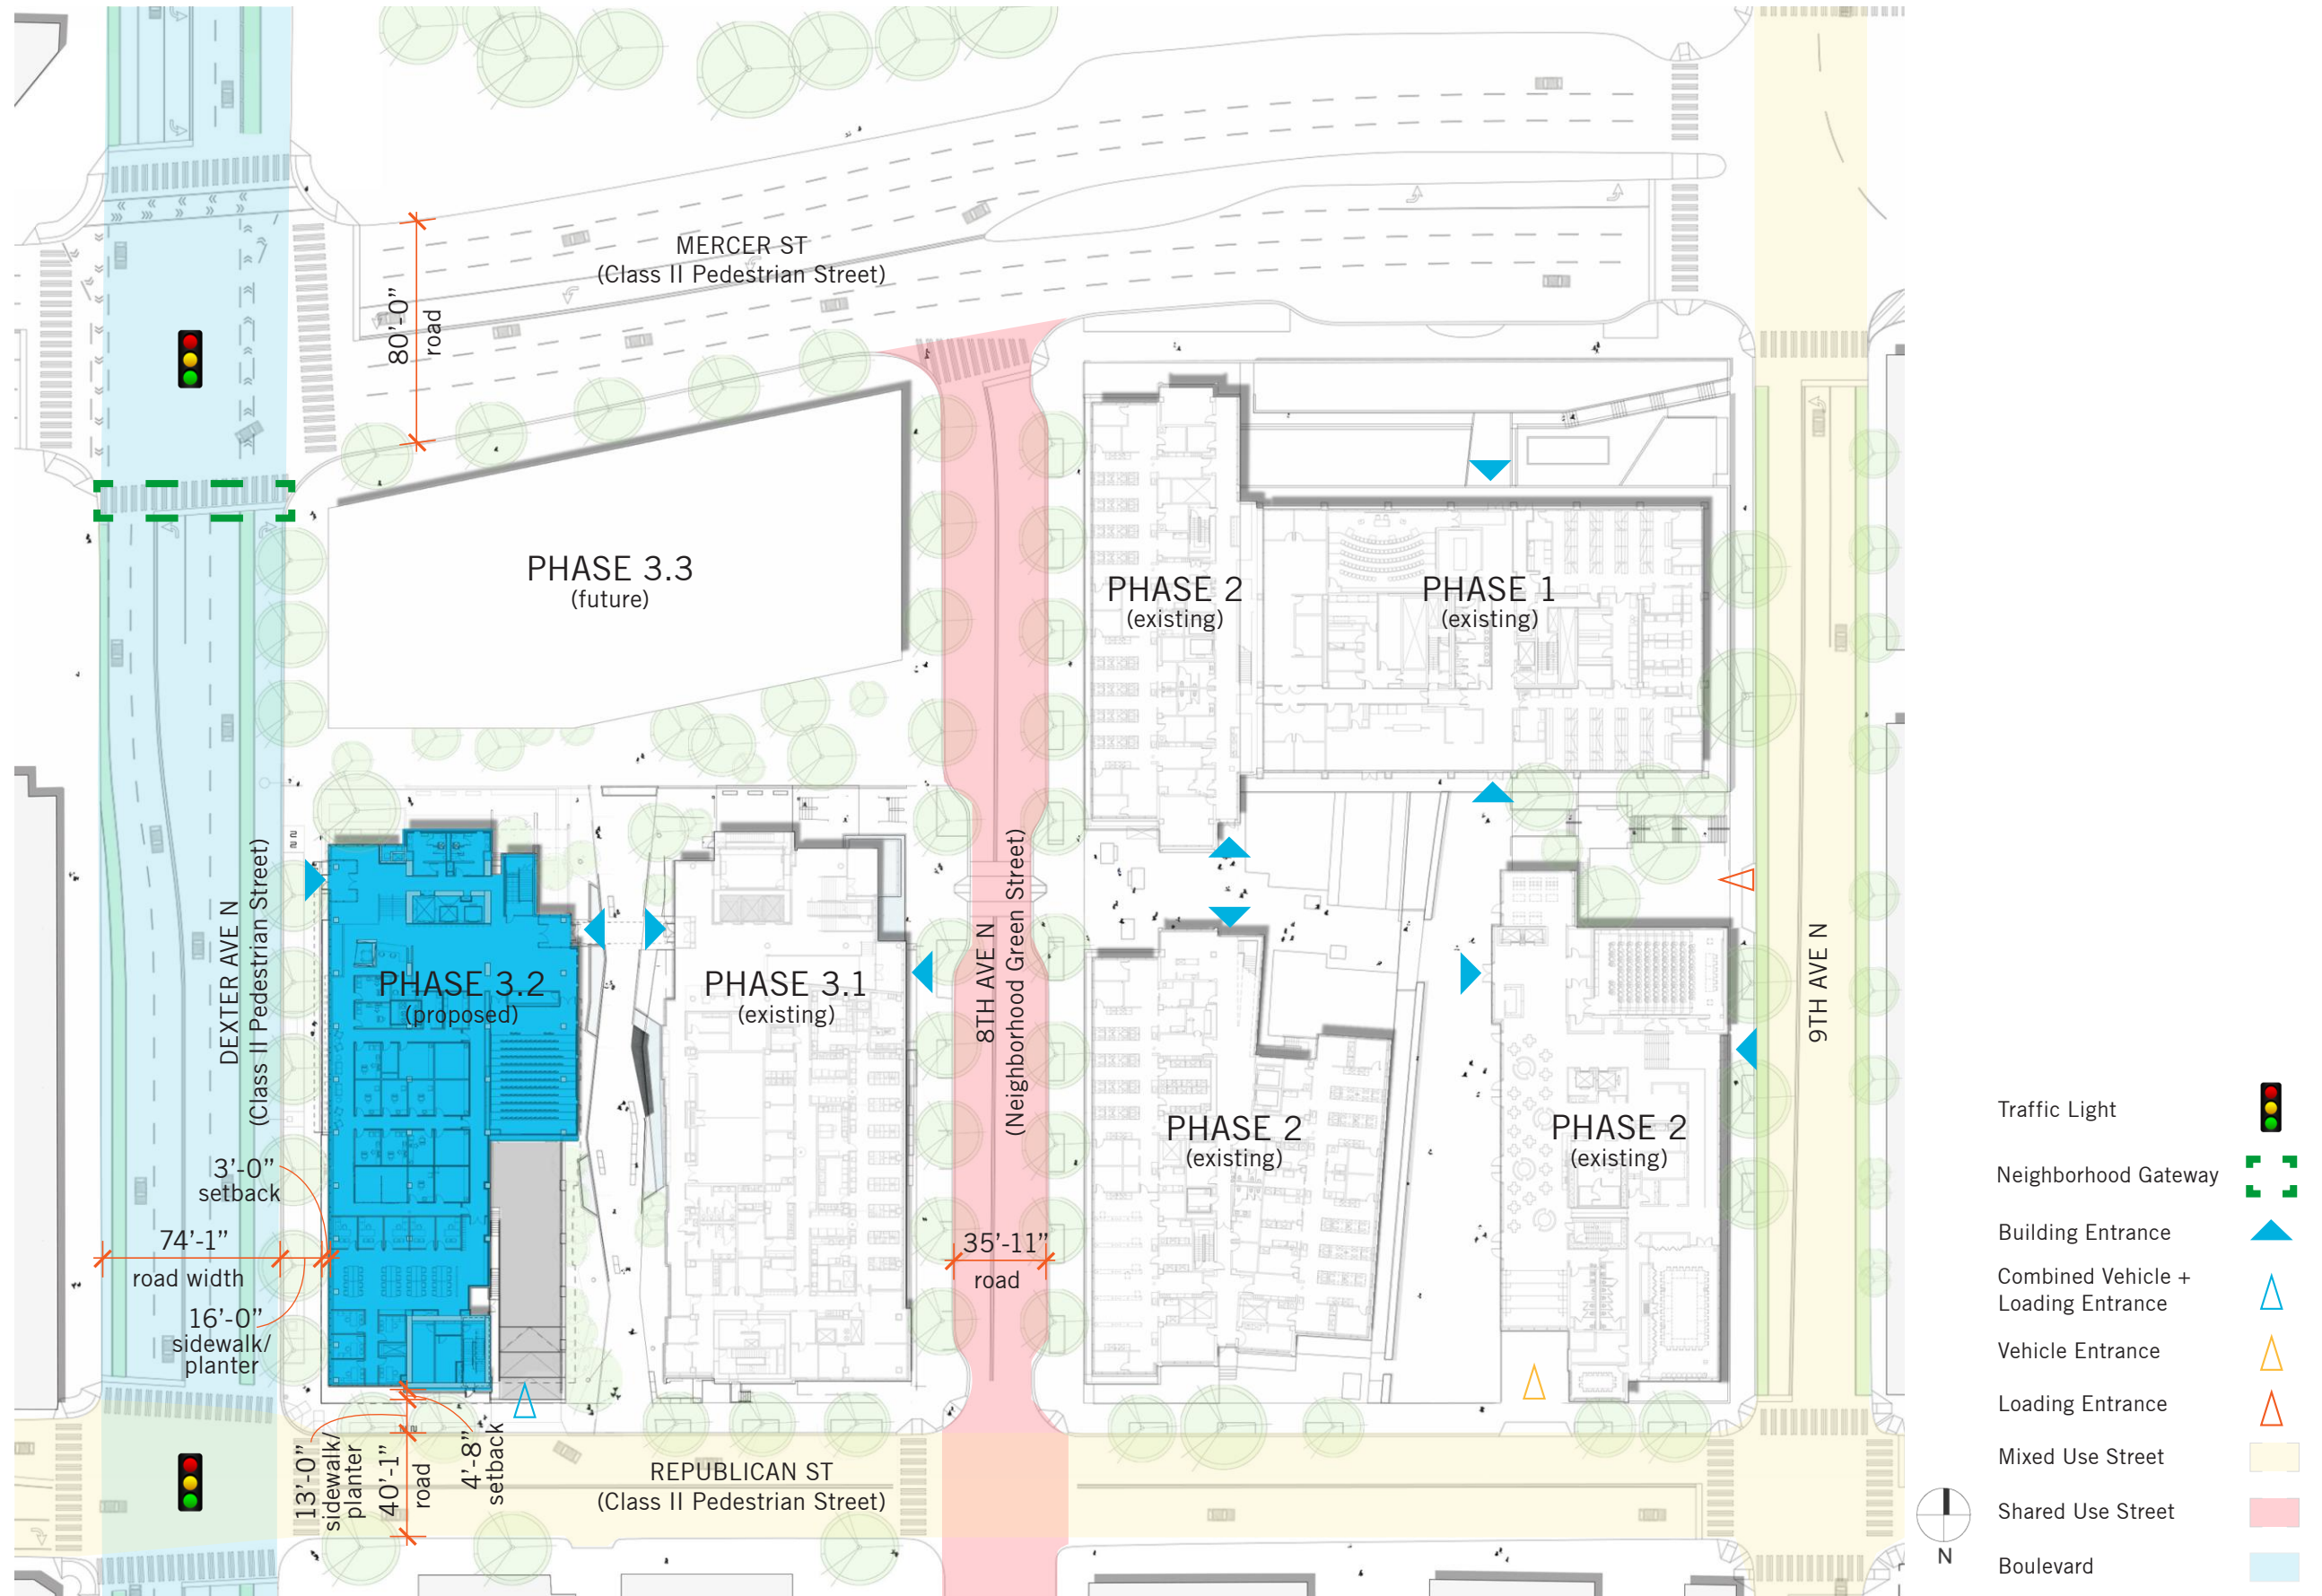 MERCER ST
(Class II Pedestrian Street)
80’-0”
road
PHASE 3.3
(future)
PHASE 2
(existing)
PHASE 1
(existing)
DEXTER AVE N
(Class II Pedestrian Street)
PHASE 3.2
(proposed)
PHASE 3.1
(existing)
8TH AVE N
(Neighborhood Green Street)
9TH AVE N
PHASE 2
(existing)
PHASE 2
(existing)
3’-0”
setback
74’-1”
road width
16’-0”
sidewalk/
planter
35’-11”
road
13’-0”
sidewalk/
planter
40’-1”
road
4’-8”
setback
REPUBLICAN ST
(Class II Pedestrian Street)
N
Traffic Light
Neighborhood Gateway
Building Entrance
Combined Vehicle +
Loading Entrance
Vehicle Entrance
Loading Entrance
Mixed Use Street
Shared Use Street
Boulevard